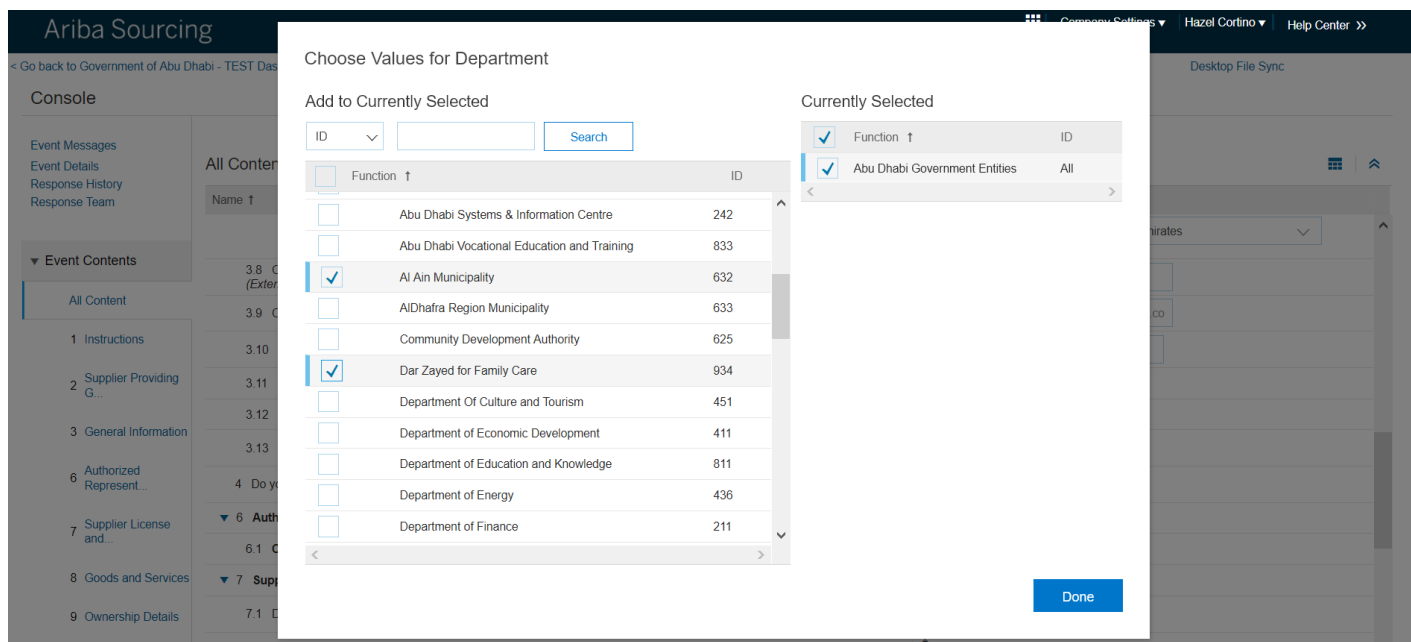 Ariba Sourcing
Company Settings ▾ Hazel Cortino ▾ Help Center »
< Go back to Government of Abu Dhabi - TEST Das
Desktop File Sync
Console
Event Messages
Event Details
Response History
Response Team
▼ Event Contents
All Content
1 Instructions
2 Supplier Providing
G...
3 General Information
6 Authorized
Represent...
7 Supplier License
and...
8 Goods and Services
9 Ownership Details
All Conten
Name ↑
3.8
(Exter
3.9
3.10
3.11
3.12
3.13
4 Do yo
▼ 6 Auth
6.1
▼ 7 Supp
7.1
Choose Values for Department
Add to Currently Selected
ID Search
Function ↑ ID
Abu Dhabi Systems & Information Centre 242
Abu Dhabi Vocational Education and Training 833
Al Ain Municipality 632
AlDhafra Region Municipality 633
Community Development Authority 625
Dar Zayed for Family Care 934
Department Of Culture and Tourism 451
Department of Economic Development 411
Department of Education and Knowledge 811
Department of Energy 436
Department of Finance 211
Currently Selected
Function ↑ ID
Abu Dhabi Government Entities All
Done
nirates
.co